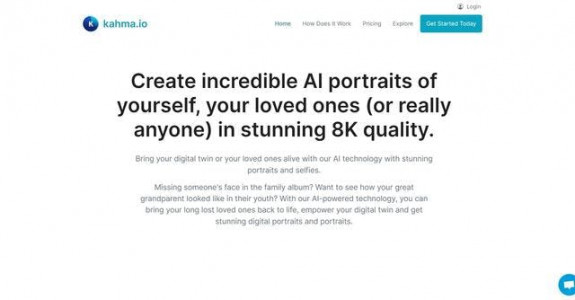 Login
K kahma.io
Home How Does It Work Pricing Explore Get Started Today
Create incredible AI portraits of
yourself, your loved ones (or really
anyone) in stunning 8K quality.
Bring your digital twin or your loved ones alive with our AI technology with stunning
portraits and selfies.
Missing someone's face in the family album? Want to see how your great
grandparent looked like in their youth? With our AI-powered technology, you can
bring your long lost loved ones back to life, empower your digital twin and get
stunning digital portraits and portraits.